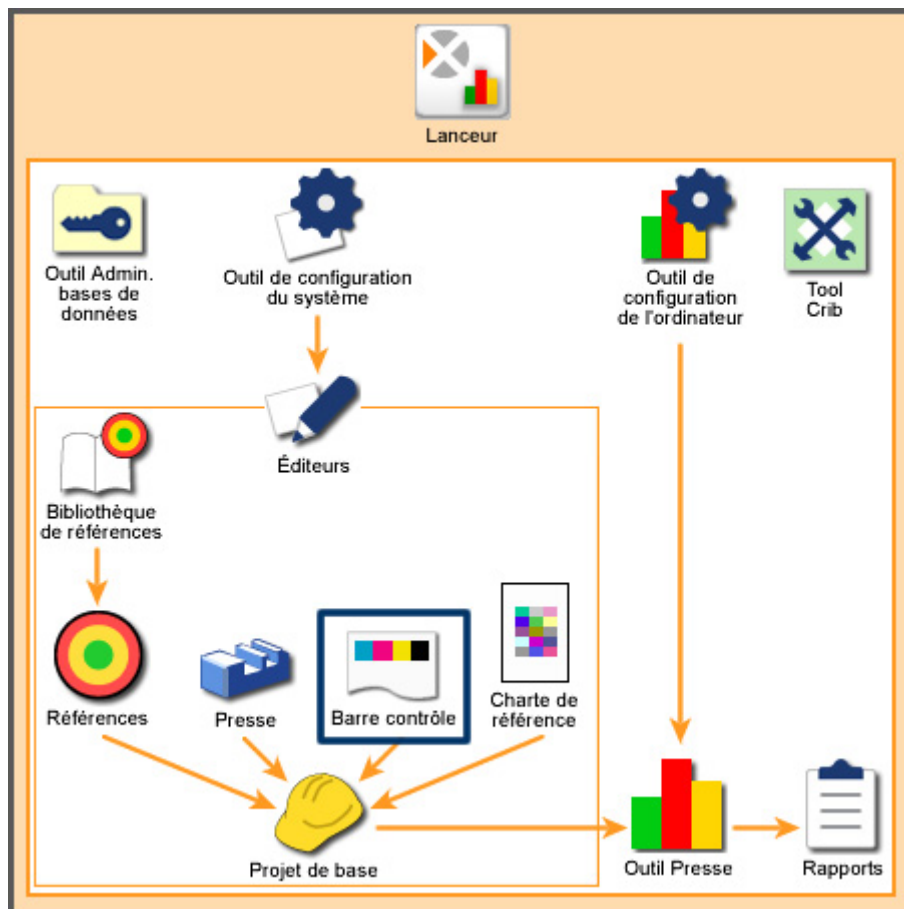 Lanceur
Outil Admin.
bases de
données
Outil de configuration
du système
Outil de
configuration
de l'ordinateur
Tool
Crib
Éditeurs
Bibliothèque
de références
Références
Presse
Barre contrôle
Charte de
référence
Projet de base
Outil Presse
Rapports